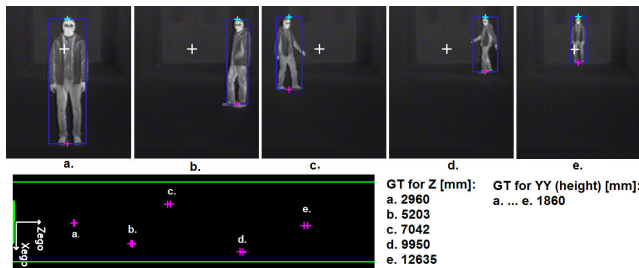 a.
b.
c.
d.
e.
GT for Z [mm]:
a. 2960
b. 5203
c. 7042
d. 9950
e. 12635
GT for YY (height) [mm]:
a. ... e. 1860
c.
a.
b.
d.
e.
Zego
Xego